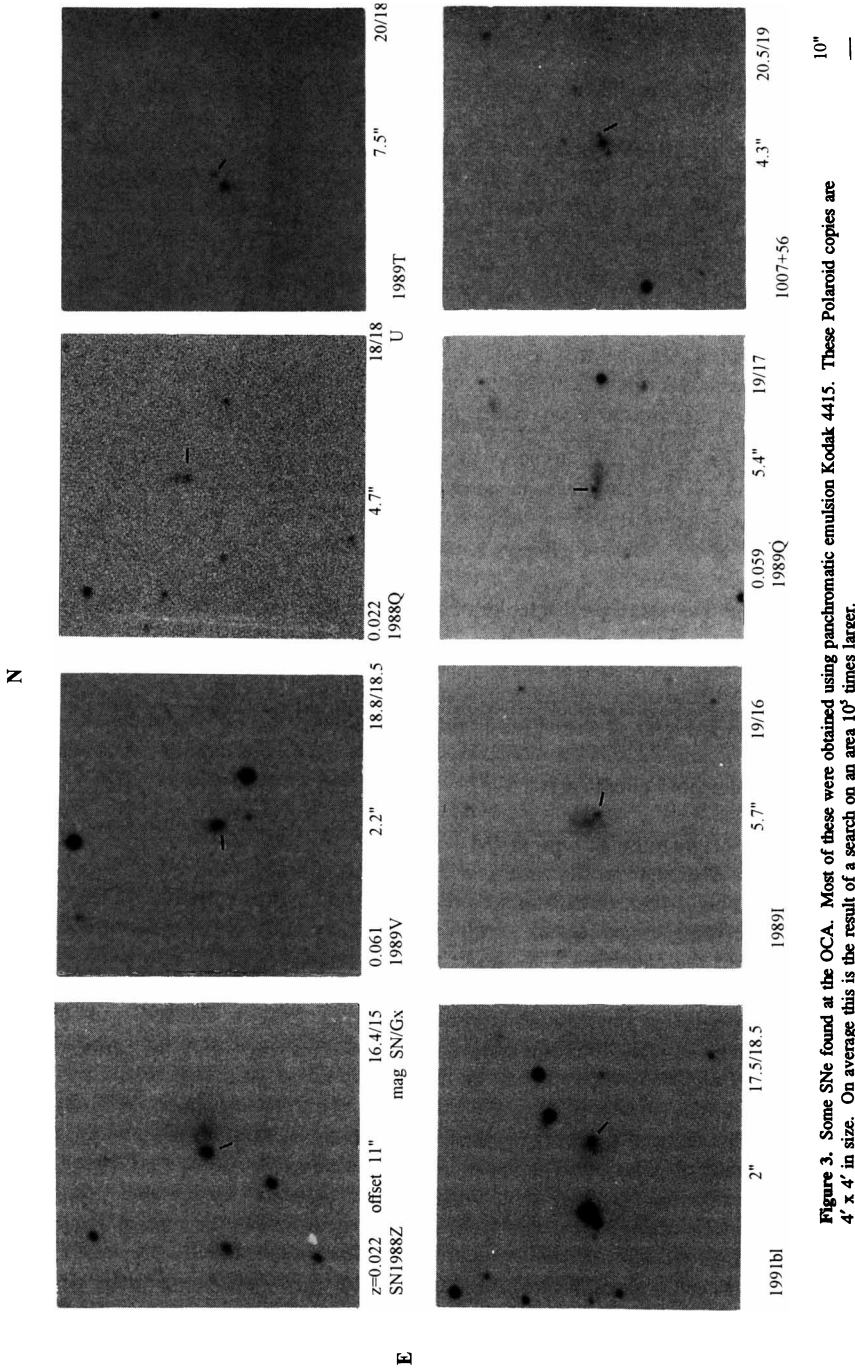 N
E
z=0.022 offset 11" 16.4/15
SN1988Z mag SN/Gx
0.061 2.2" 18.8/18.5
1989V
0.022 4.7" 18/18
1988Q U
7.5" 20/18
1989T
2" 17.5/18.5
1991bl
5.7" 19/16
1989I
0.059 5.4" 19/17
1989Q
4.3" 20.5/19
1007+56
10"
Figure 3. Some SNe found at the OCA. Most of these were obtained using panchromatic emulsion Kodak 4415. These Polaroid copies are
4′ x 4′ in size. On average this is the result of a search on an area 10⁵ times larger.